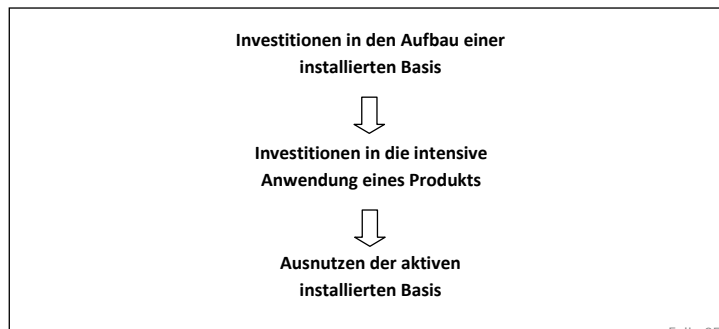 Investitionen in den Aufbau einer
installierten Basis
Investitionen in die intensive
Anwendung eines Produkts
Ausnutzen der aktiven
installierten Basis